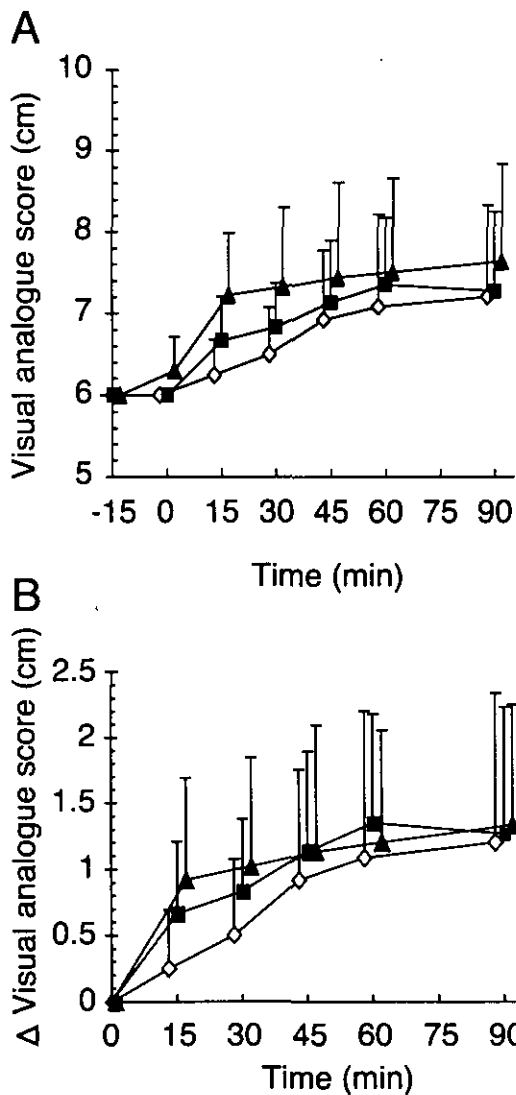 A
Visual analogue score (cm)
10
9
8
7
6
5
-15 0 15 30 45 60 75 90
Time (min)
B
Δ Visual analogue score (cm)
2.5
2
1.5
1
0.5
0
0 15 30 45 60 75 90
Time (min)